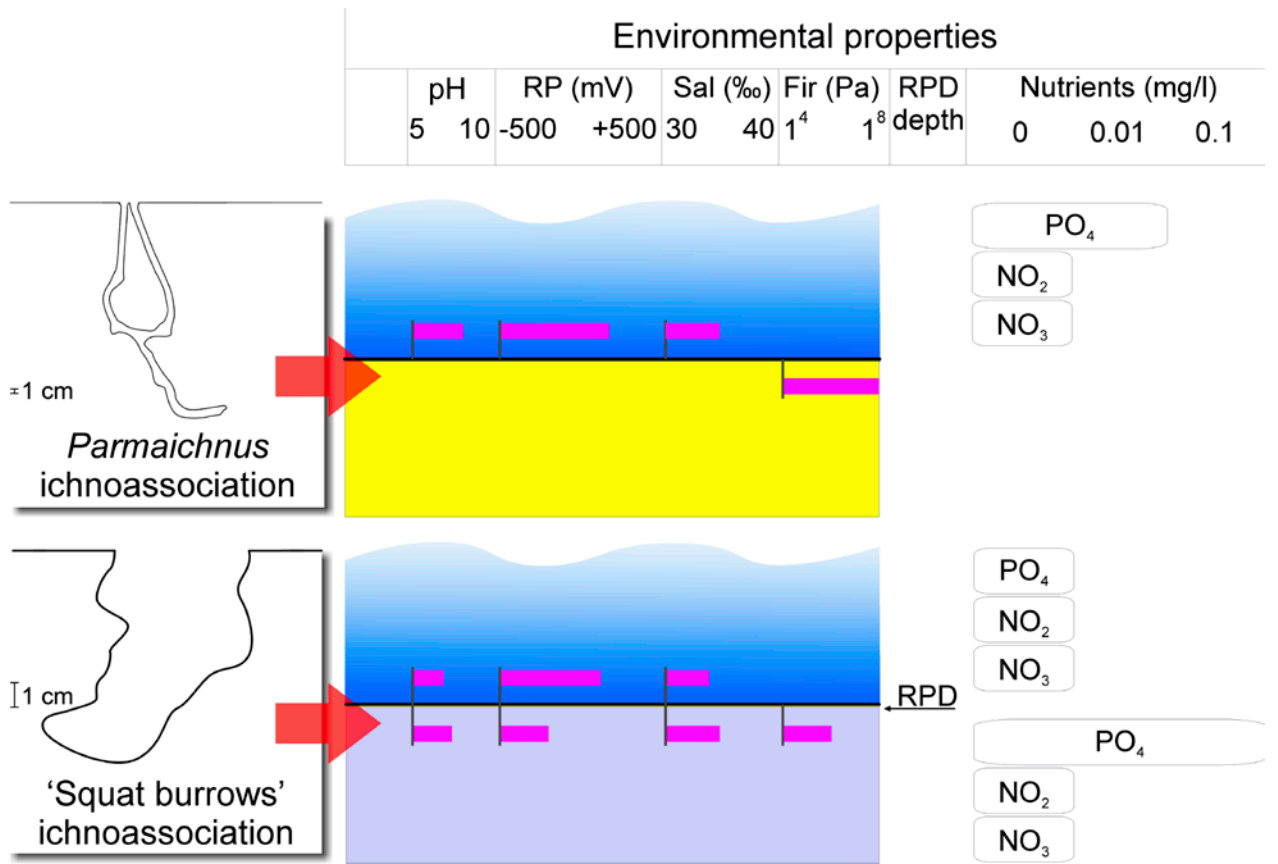 Environmental properties
pH RP (mV) Sal (‰) Fir (Pa) RPD depth Nutrients (mg/l)
5 10 -500 +500 30 40 1⁴ 1⁸ 0 0.01 0.1
PO₄
NO₂
NO₃
1 cm
Parmaichnus
ichnoassociation
PO₄
NO₂
NO₃
1 cm
RPD
PO₄
NO₂
NO₃
‘Squat burrows’
ichnoassociation